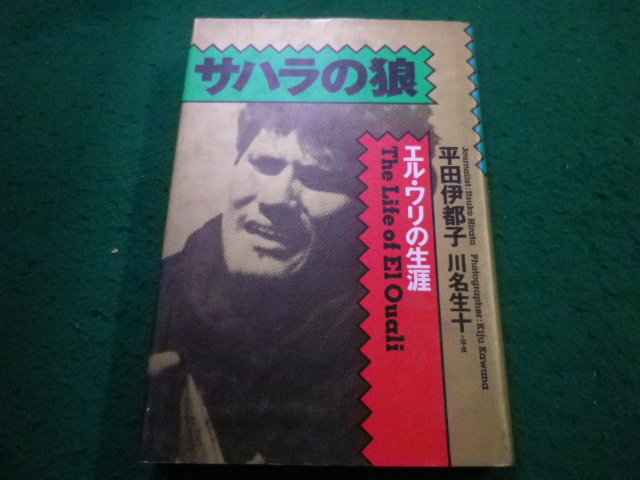 サハラの狼
エル・ワリの生涯
The Life of El Ouali
Journalist: Itsuko Hirata
平田伊都子
Photographer: Kiju Kawana
川名生十